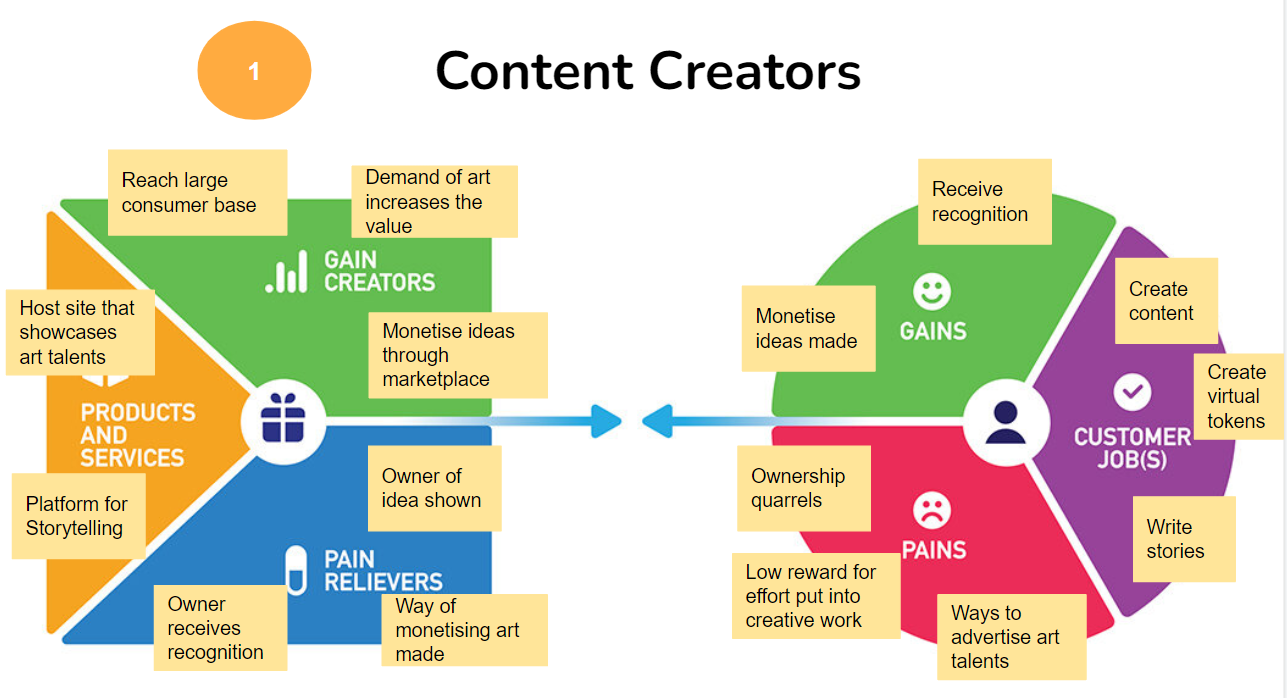 1
Content Creators
Reach large
consumer base
Demand of art
increases the
value
GAIN
CREATORS
Monetise ideas
through
marketplace
Host site that
showcases
art talents
PRODUCTS
AND
SERVICES
Platform for
Storytelling
Owner of
idea shown
PAIN
RELIEVERS
Owner
receives
recognition
Way of
monetising art
made
Receive
recognition
Monetise
ideas made
GAINS
Create
content
Create
virtual
tokens
CUSTOMER
JOB(S)
Write
stories
Ownership
quarrels
PAINS
Low reward for
effort put into
creative work
Ways to
advertise art
talents